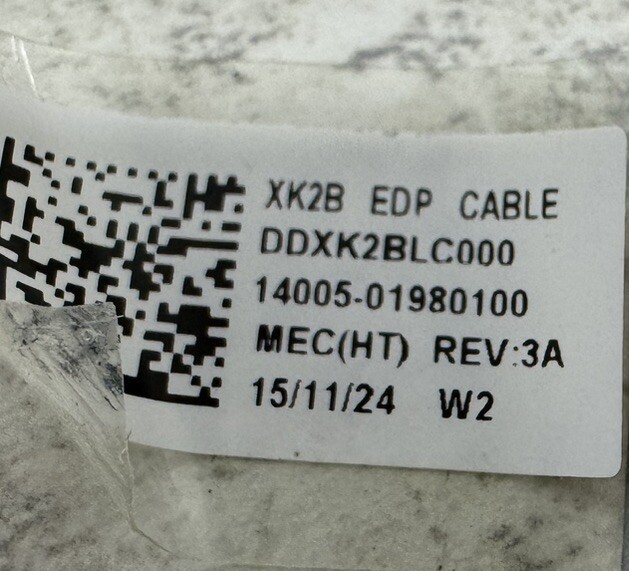 XK2B EDP CABLE
DDXK2BLC000
14005-01980100
MEC(HT) REV:3A
15/11/24 W2